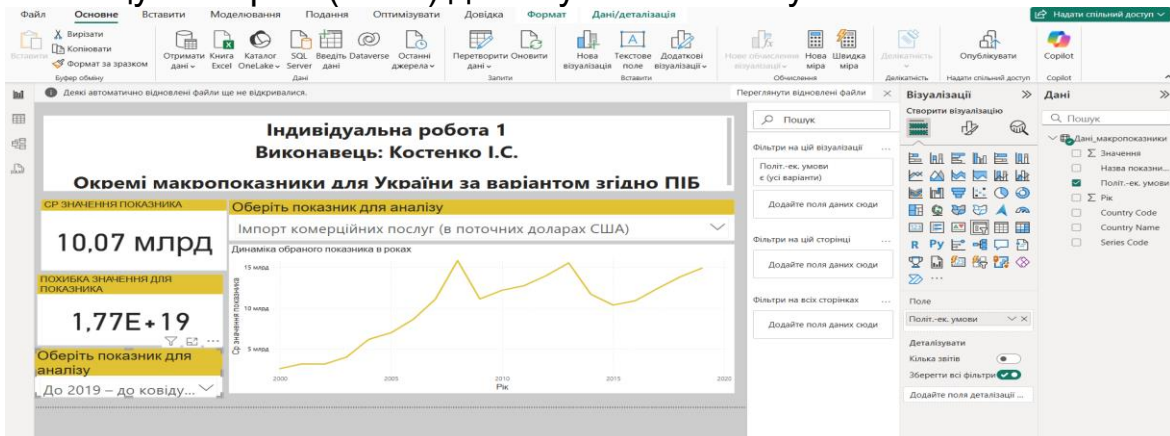 Файл Основне Вставити Моделювання Подання Оптимізувати Довідка Формат Дані/деталізація
Надати спільний доступ
Вставити
Вирізати
Копіювати
Формат за зразком
Буфер обміну
Отримати дані
Книга Excel
Каталог OneLake
SQL Server
Введіть дані
Dataverse
Останні джерела
Дані
Перетворити дані
Оновити
Запити
Нова візуалізація
Текстове поле
Додаткові візуалізації
Вставити
Нове обчислення візуалізації
Нова міра
Швидка міра
Обчислення
Делікатність
Делікатність
Опублікувати
Надати спільний доступ
Copilot
Copilot
Деякі автоматично відновлені файли ще не відкривалися.
Переглянути відновлені файли
Індивідуальна робота 1
Виконавець: Костенко І.С.
Окремі макропоказники для України за варіантом згідно ПІБ
СР ЗНАЧЕННЯ ПОКАЗНИКА
10,07 млрд
ПОХИБКА ЗНАЧЕННЯ ДЛЯ
ПОКАЗНИКА
1,77E+19
Оберіть показник для
аналізу
До 2019 – до ковіду...
Оберіть показник для аналізу
Імпорт комерційних послуг (в поточних доларах США)
Динаміка обраного показника в роках
Ср значення показника
15 млрд
10 млрд
5 млрд
2000 2005 2010 2015 2020
Рік
Пошук
Фільтри на цій візуалізації ...
Політ.-ек. умови
є (усі варіанти)
Додайте поля даних сюди
Фільтри на цій сторінці ...
Додайте поля даних сюди
Фільтри на всіх сторінках ...
Додайте поля даних сюди
Візуалізації
Створити візуалізацію
R Py
...
Поле
Політ.-ек. умови
Деталізувати
Кілька звітів
Зберегти всі фільтри
Додайте поля деталізації ...
Дані
Пошук
Дані_макропоказники
Σ Значення
Назва показни...
Політ.-ек. умови
Σ Рік
Country Code
Country Name
Series Code